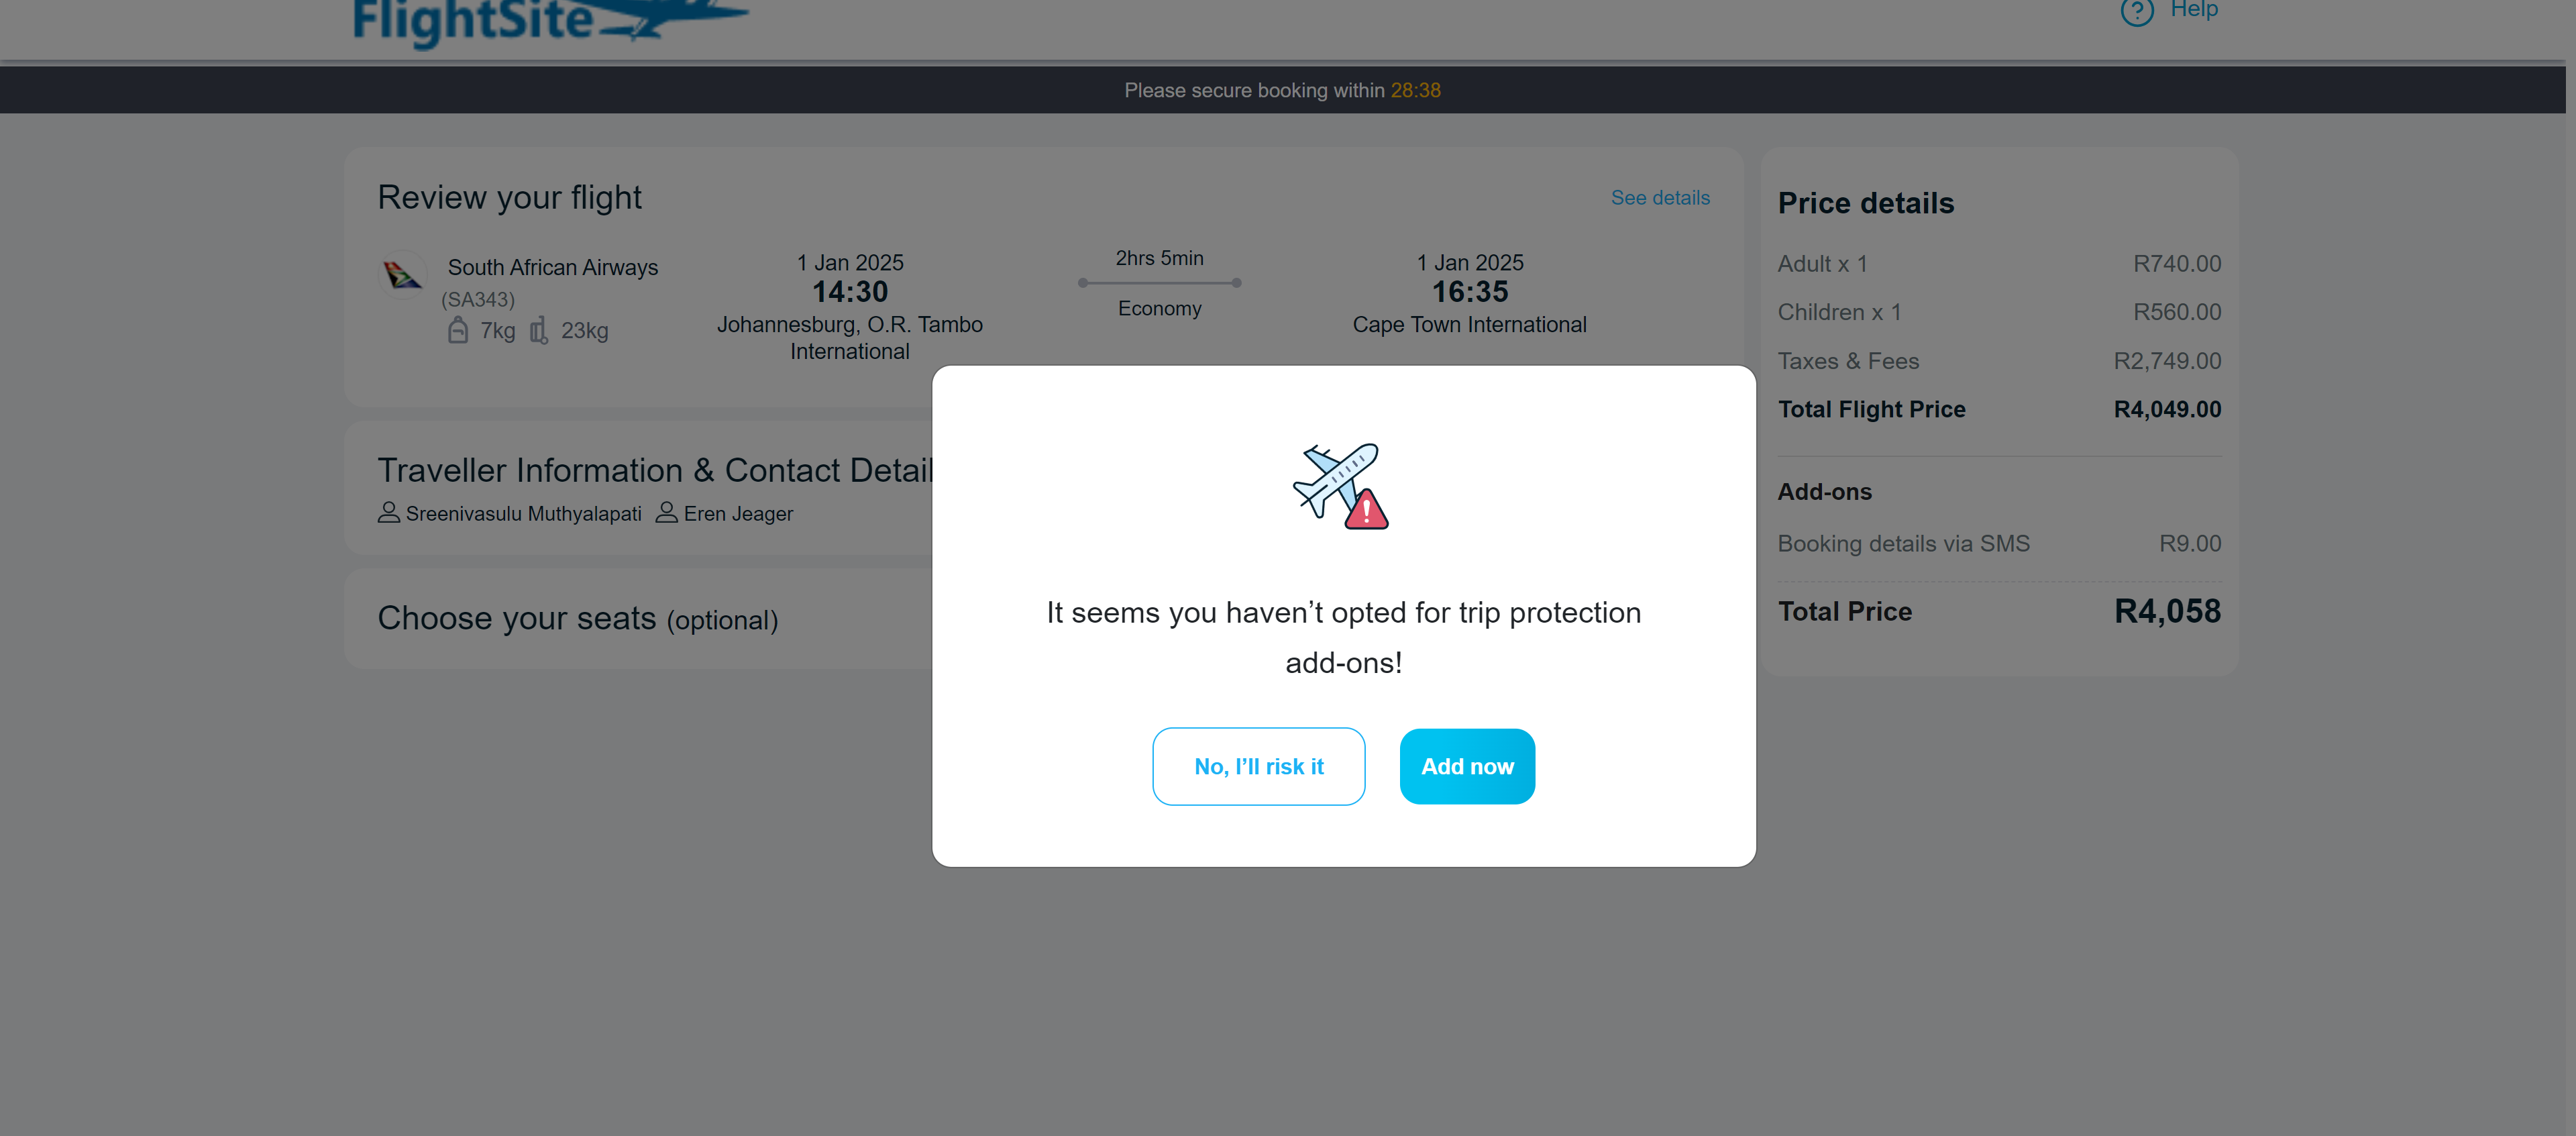 FlightSite
Help
Please secure booking within 28:38
Review your flight
See details
South African Airways
(SA343)
7kg 23kg
1 Jan 2025
14:30
Johannesburg, O.R. Tambo
International
2hrs 5min
Economy
1 Jan 2025
16:35
Cape Town International
Traveller Information & Contact Detail
Sreenivasulu Muthyalapati Eren Jeager
Choose your seats (optional)
It seems you haven’t opted for trip protection
add-ons!
No, I’ll risk it
Add now
Price details
Adult x 1 R740.00
Children x 1 R560.00
Taxes & Fees R2,749.00
Total Flight Price R4,049.00
Add-ons
Booking details via SMS R9.00
Total Price R4,058